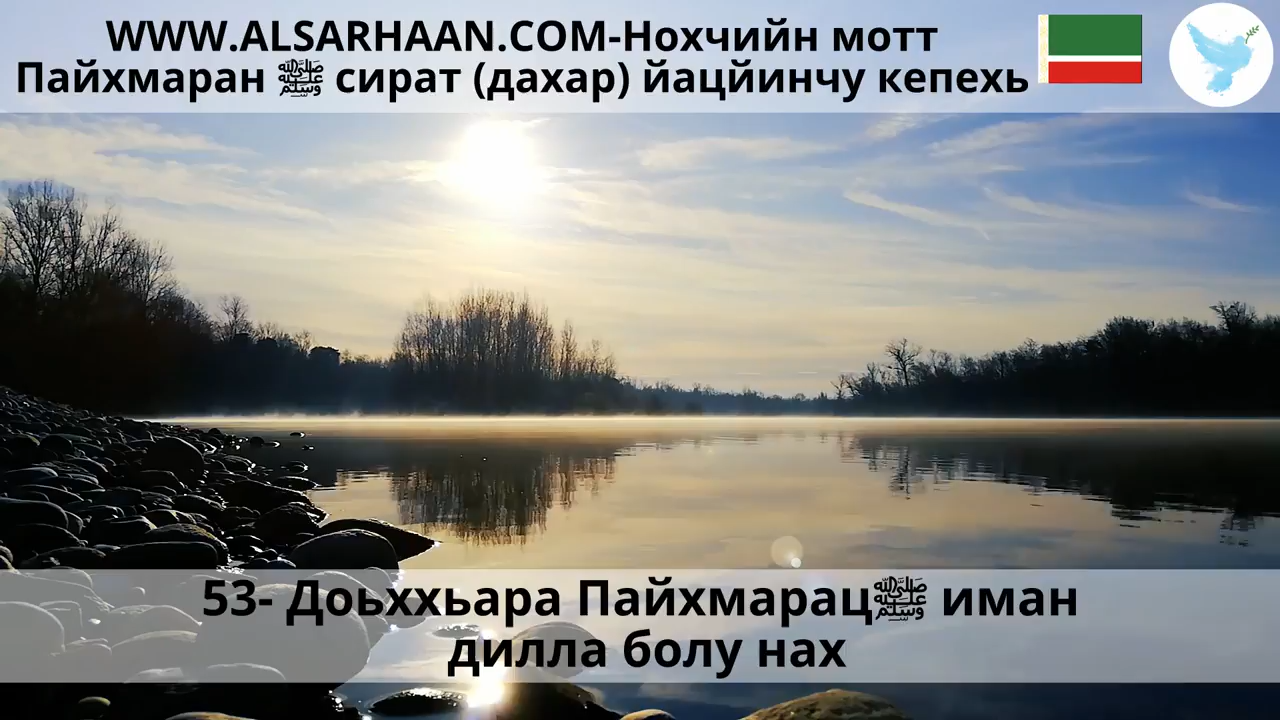 WWW.ALSARHAAN.COM-Нохчийн мотт
Пайхмаран ﷺ сират (дахар) йацйинчу кепехь
53- Доьххьара Пайхмарацﷺ иман
дилла болу нах